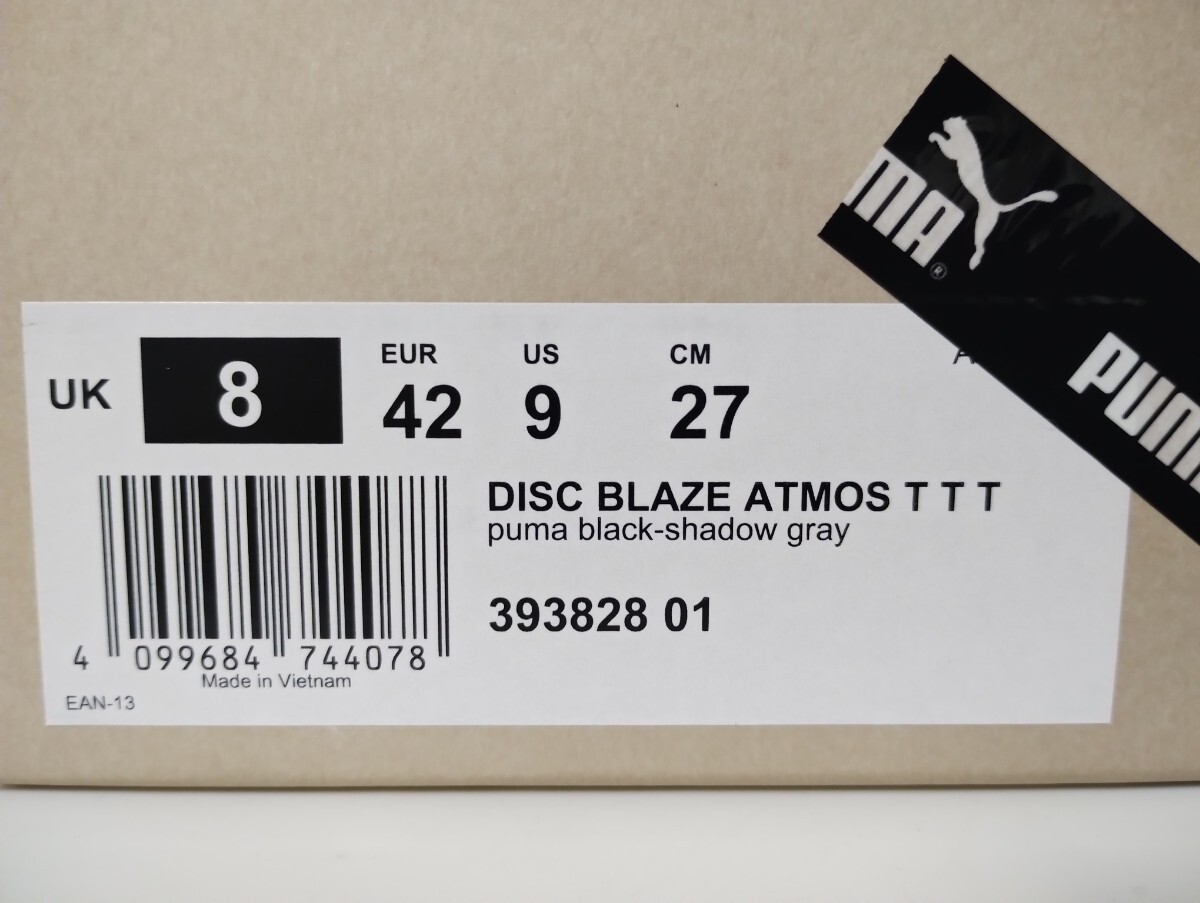 MA®
PUMA
EUR US CM
UK 8 42 9 27
DISC BLAZE ATMOS T T T
puma black-shadow gray
393828 01
4 099684 744078
Made in Vietnam
EAN-13